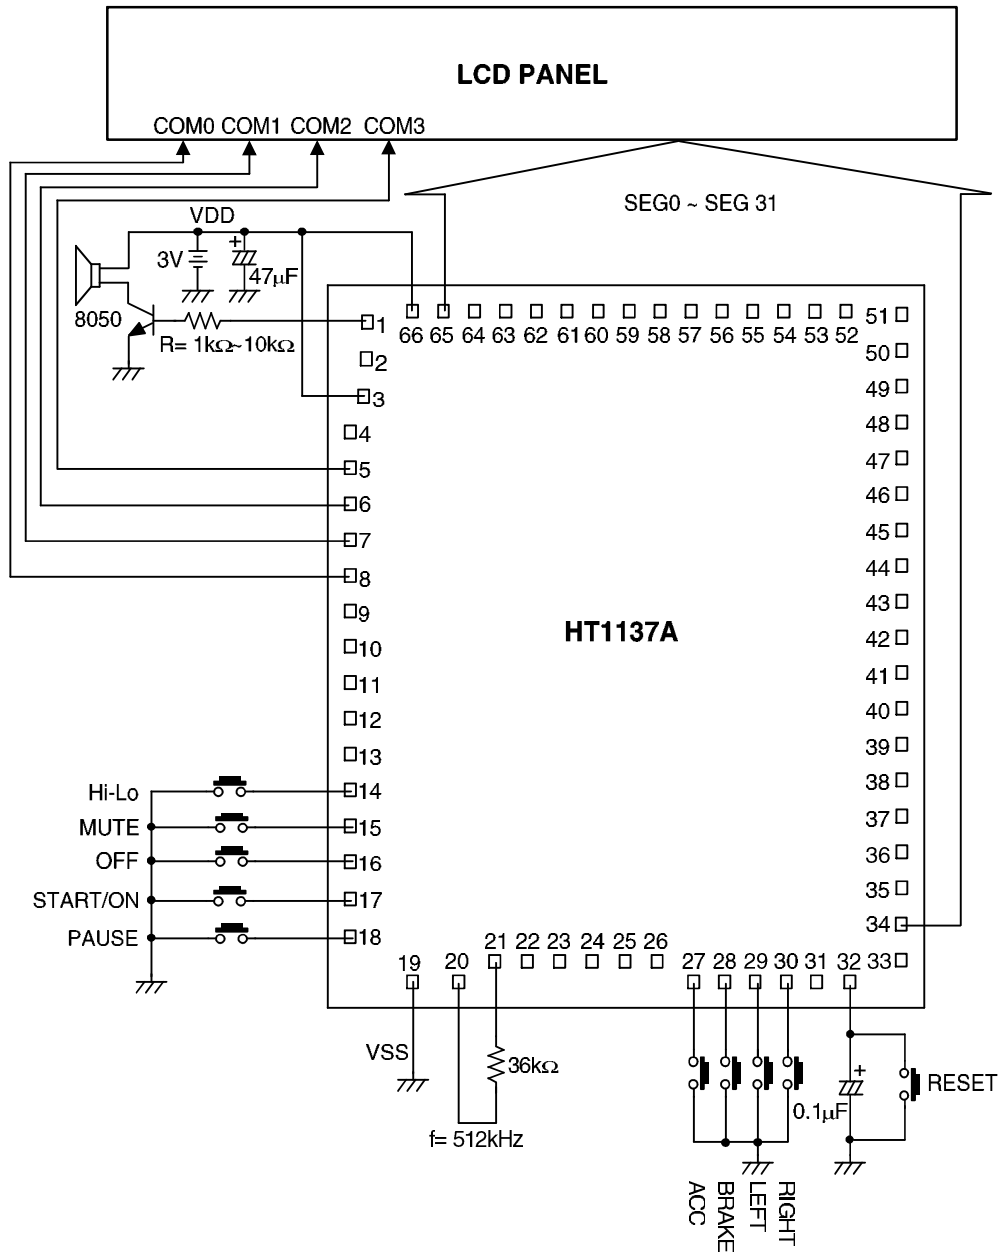 LCD PANEL
COM0 COM1 COM2 COM3
SEG0 ~ SEG 31
VDD
3V
+
47µF
8050
R= 1kΩ~10kΩ
1
2
3
4
5
6
7
8
9
10
11
12
13
14
15
16
17
18
66 65 64 63 62 61 60 59 58 57 56 55 54 53 52
51
50
49
48
47
46
45
44
43
42
41
40
39
38
37
36
35
34
33
HT1137A
Hi-Lo
MUTE
OFF
START/ON
PAUSE
19 20 21 22 23 24 25 26 27 28 29 30 31 32
VSS
36kΩ
f= 512kHz
+
0.1µF
RESET
ACC
BRAKE
LEFT
RIGHT